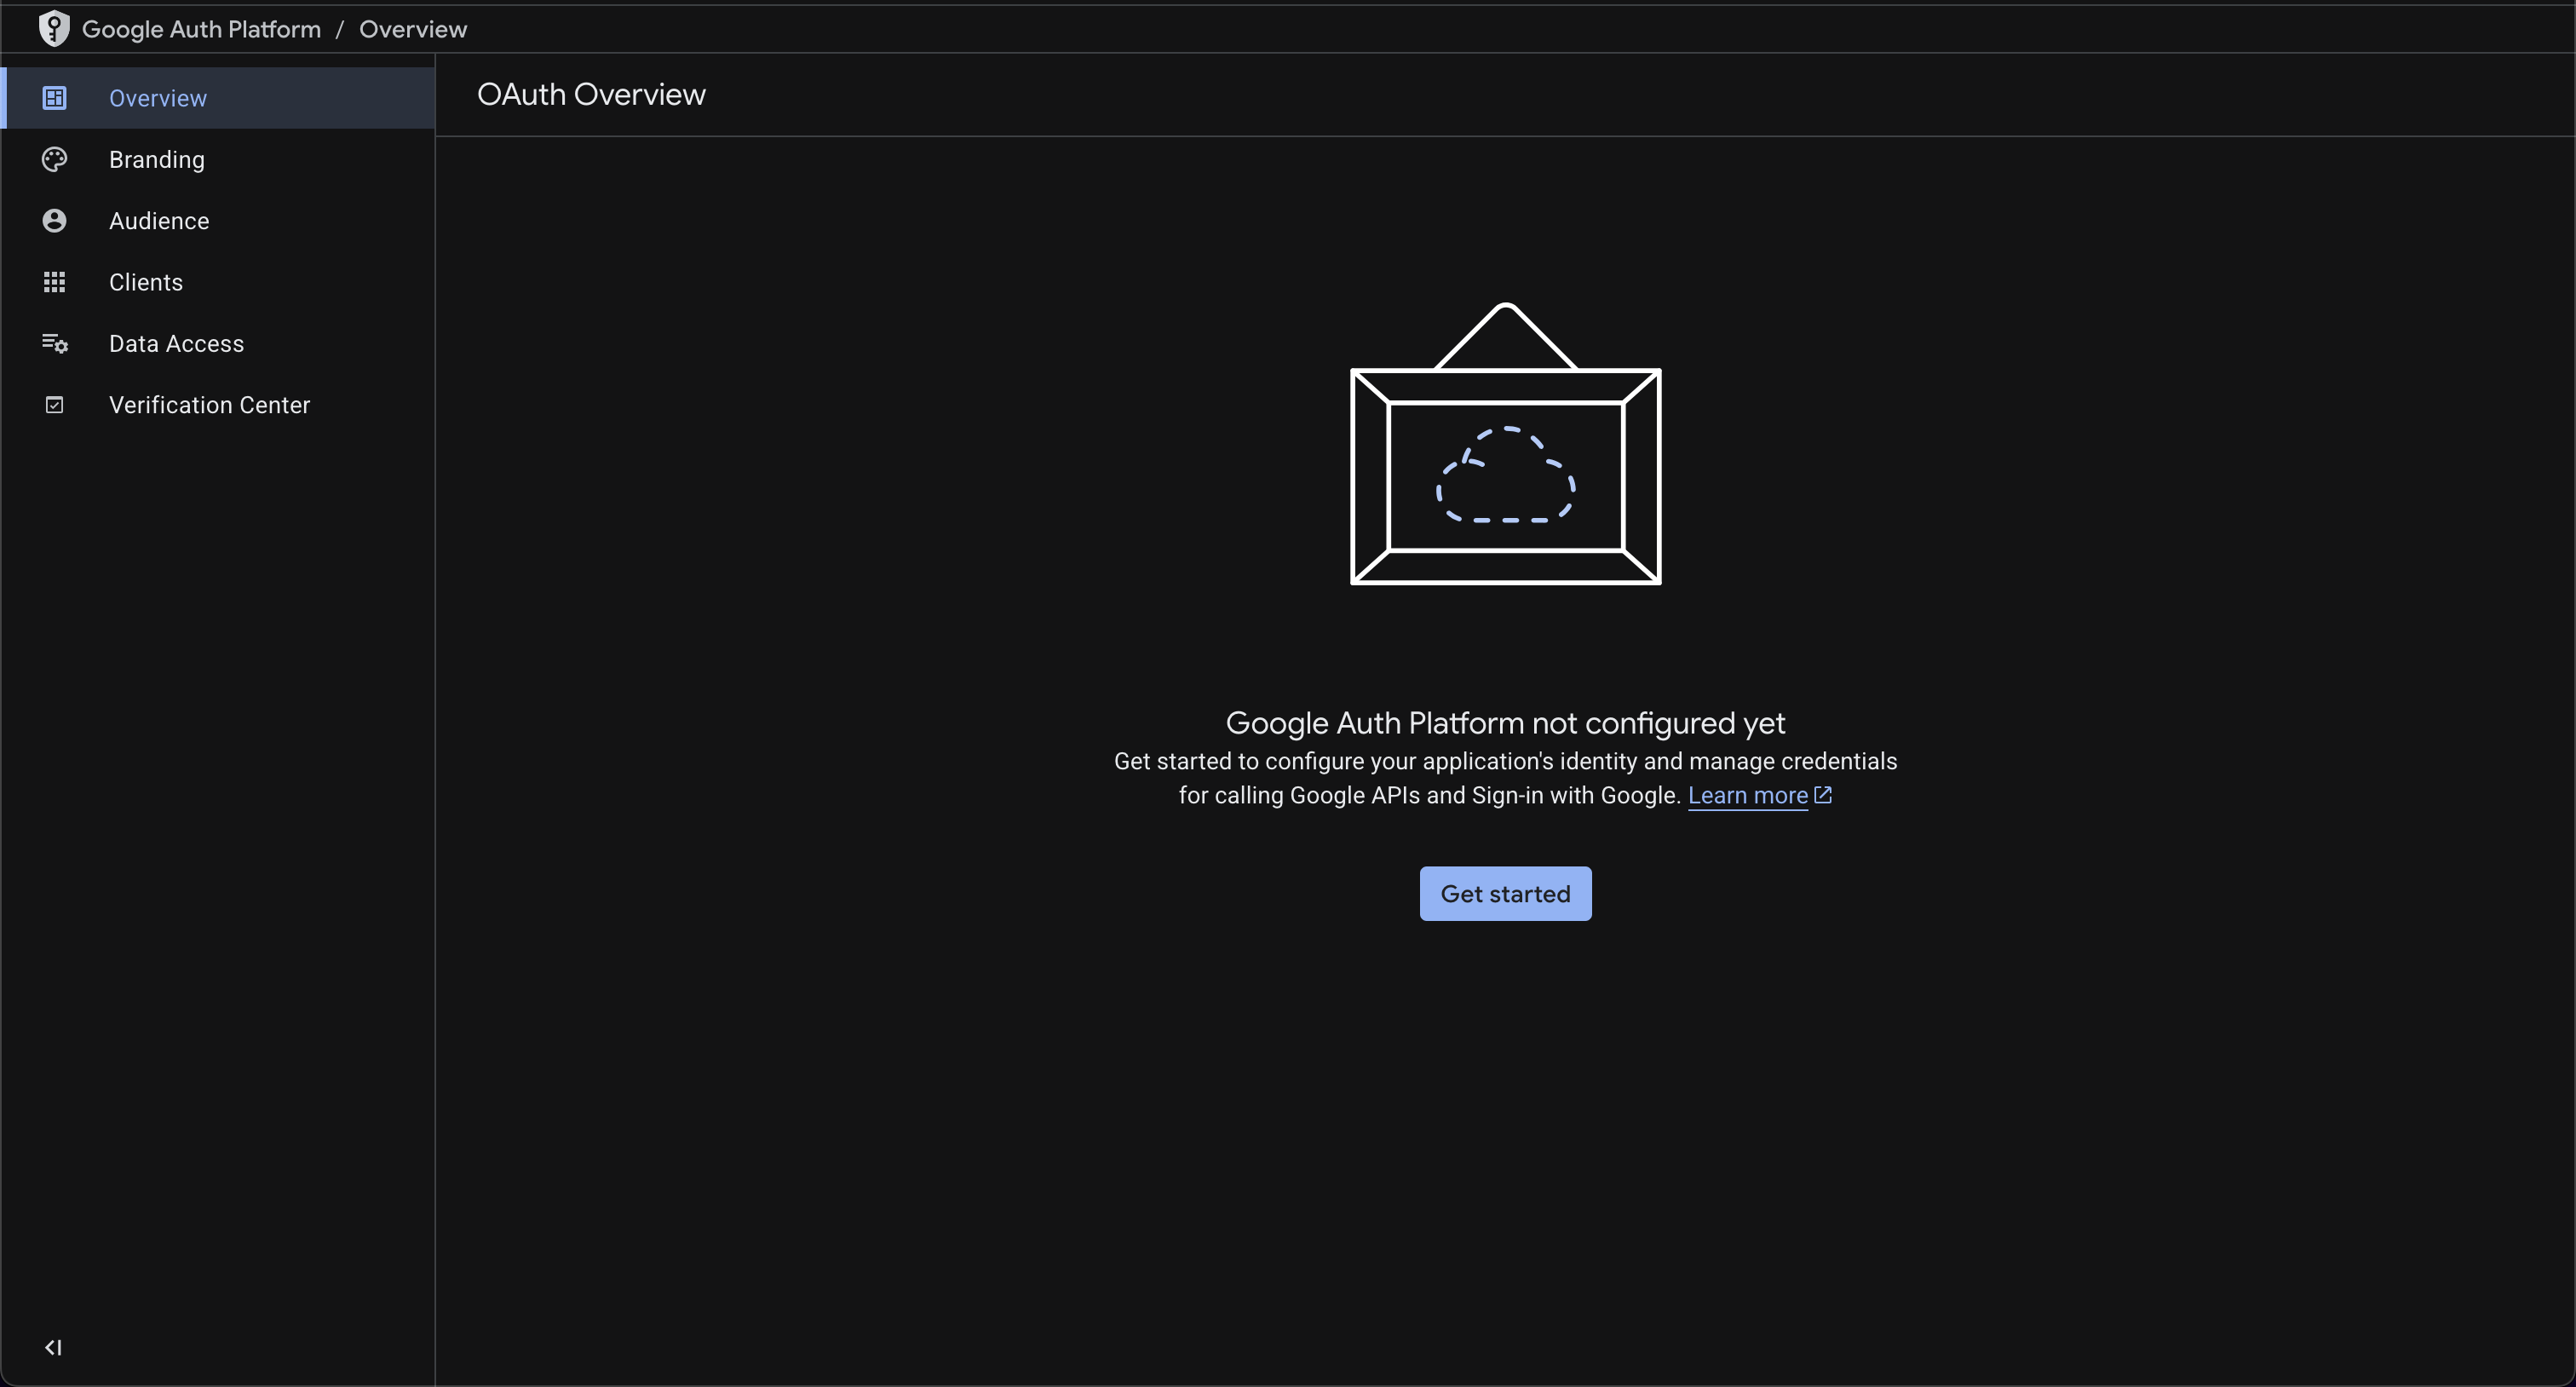 Google Auth Platform / Overview
Overview
Branding
Audience
Clients
Data Access
Verification Center
OAuth Overview
Google Auth Platform not configured yet
Get started to configure your application's identity and manage credentials
for calling Google APIs and Sign-in with Google. Learn more
Get started